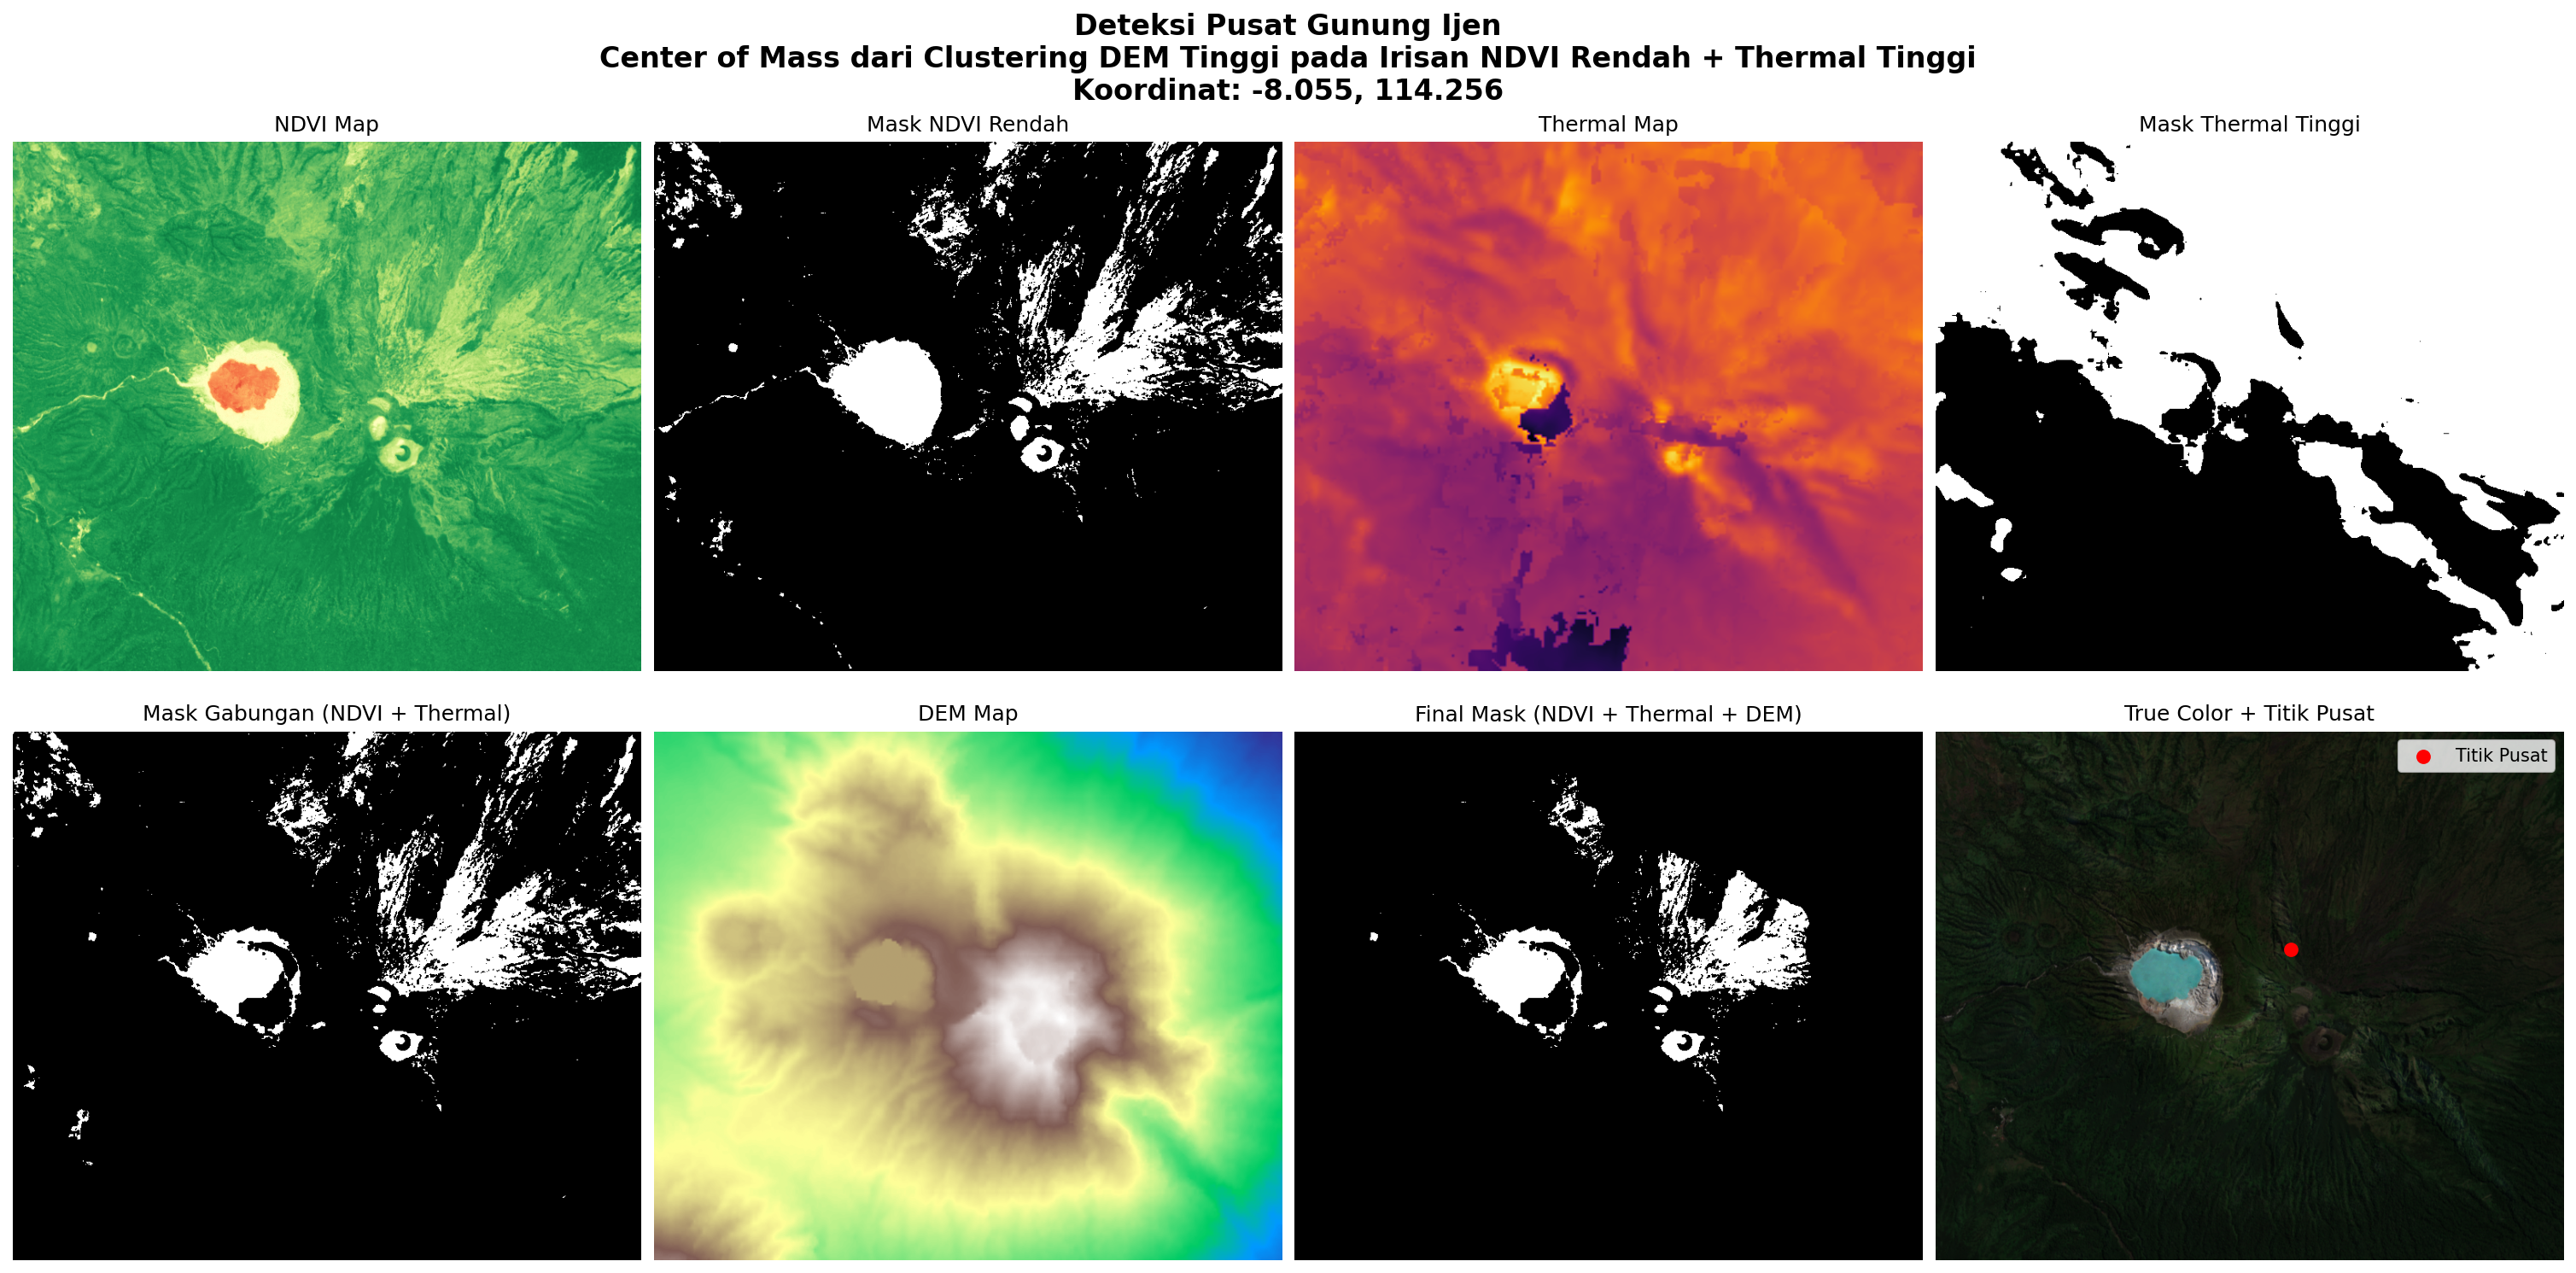 Deteksi Pusat Gunung Ijen
Center of Mass dari Clustering DEM Tinggi pada Irisan NDVI Rendah + Thermal Tinggi
Koordinat: -8.055, 114.256
NDVI Map
Mask NDVI Rendah
Thermal Map
Mask Thermal Tinggi
Mask Gabungan (NDVI + Thermal)
DEM Map
Final Mask (NDVI + Thermal + DEM)
True Color + Titik Pusat
Titik Pusat